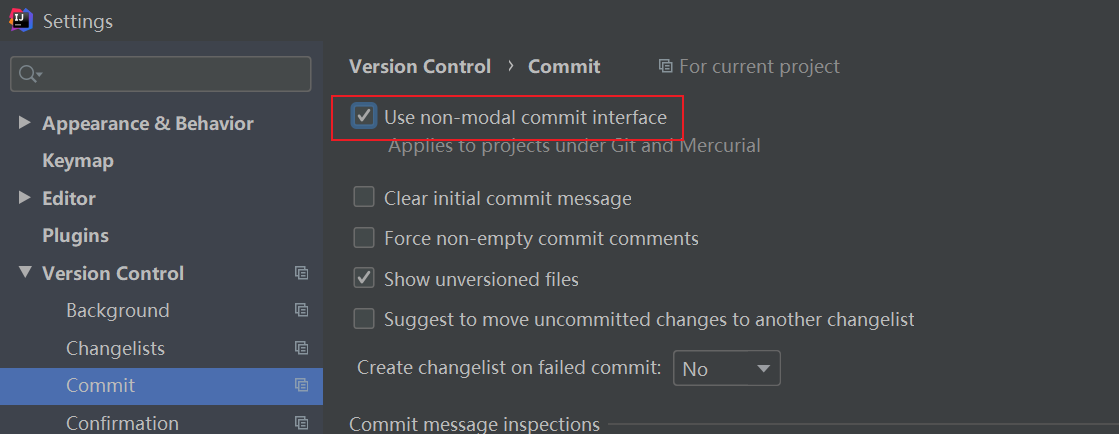 Settings
Version Control › Commit For current project
Use non-modal commit interface
Applies to projects under Git and Mercurial
Appearance & Behavior
Keymap
Editor
Plugins
Version Control
Background
Changelists
Commit
Confirmation
Clear initial commit message
Force non-empty commit comments
Show unversioned files
Suggest to move uncommitted changes to another changelist
Create changelist on failed commit: No
Commit message inspections